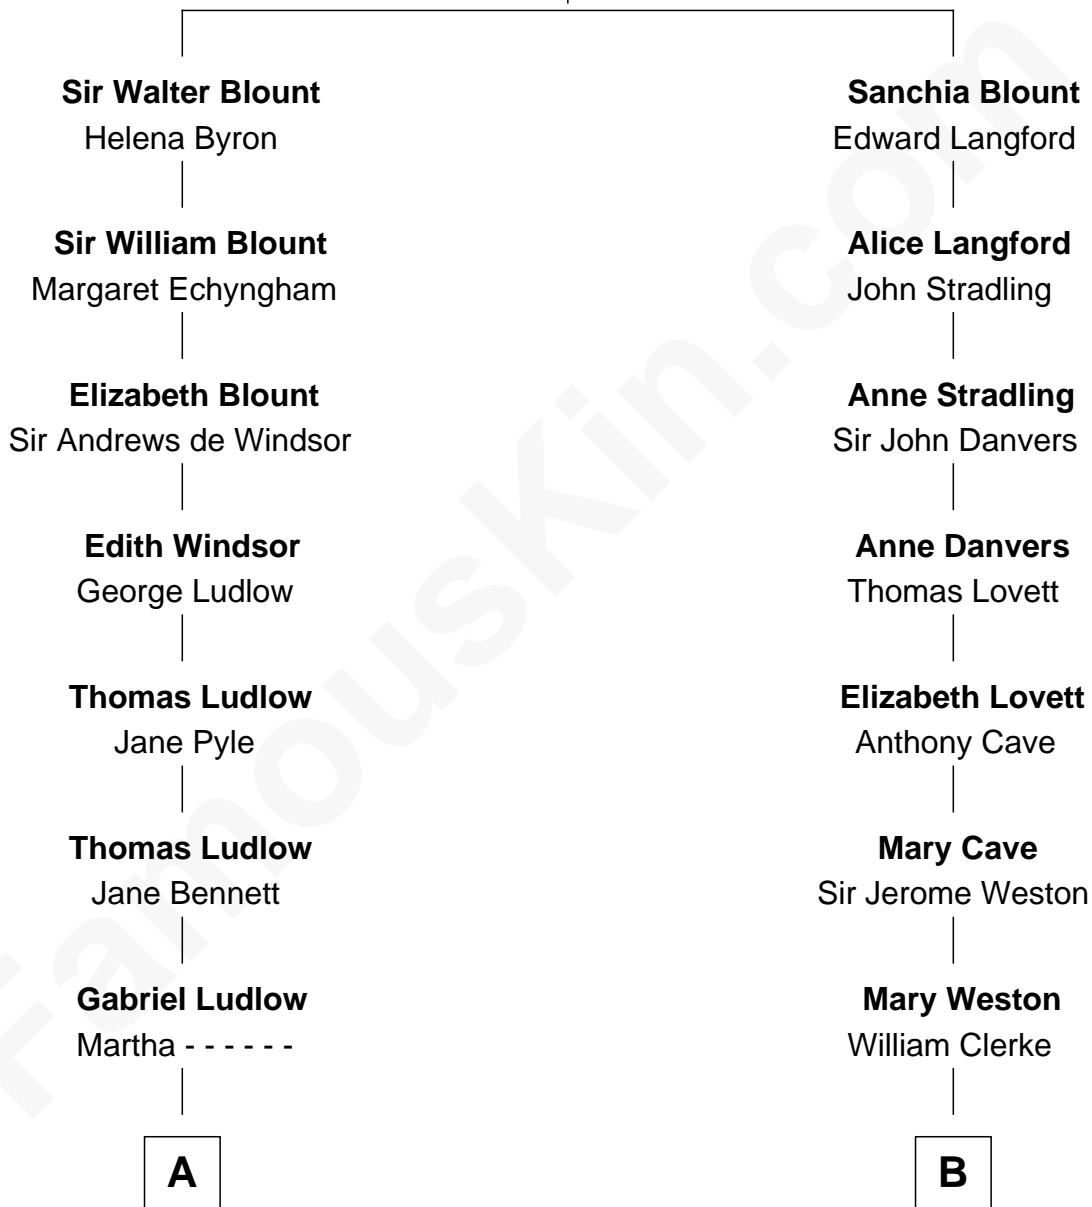 Sir Walter Blount
Helena Byron
Sir William Blount
Margaret Echyngham
Elizabeth Blount
Sir Andrews de Windsor
Edith Windsor
George Ludlow
Thomas Ludlow
Jane Pyle
Thomas Ludlow
Jane Bennett
Gabriel Ludlow
Martha - - - - - -
A
Sanchia Blount
Edward Langford
Alice Langford
John Stradling
Anne Stradling
Sir John Danvers
Anne Danvers
Thomas Lovett
Elizabeth Lovett
Anthony Cave
Mary Cave
Sir Jerome Weston
Mary Weston
William Clerke
B
FamousKin.com